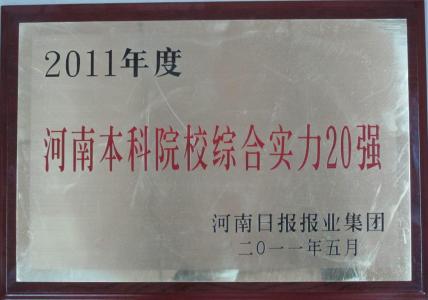 2011年度
河南本科院校综合实力20强
河南日报报业集团
二〇一一年五月